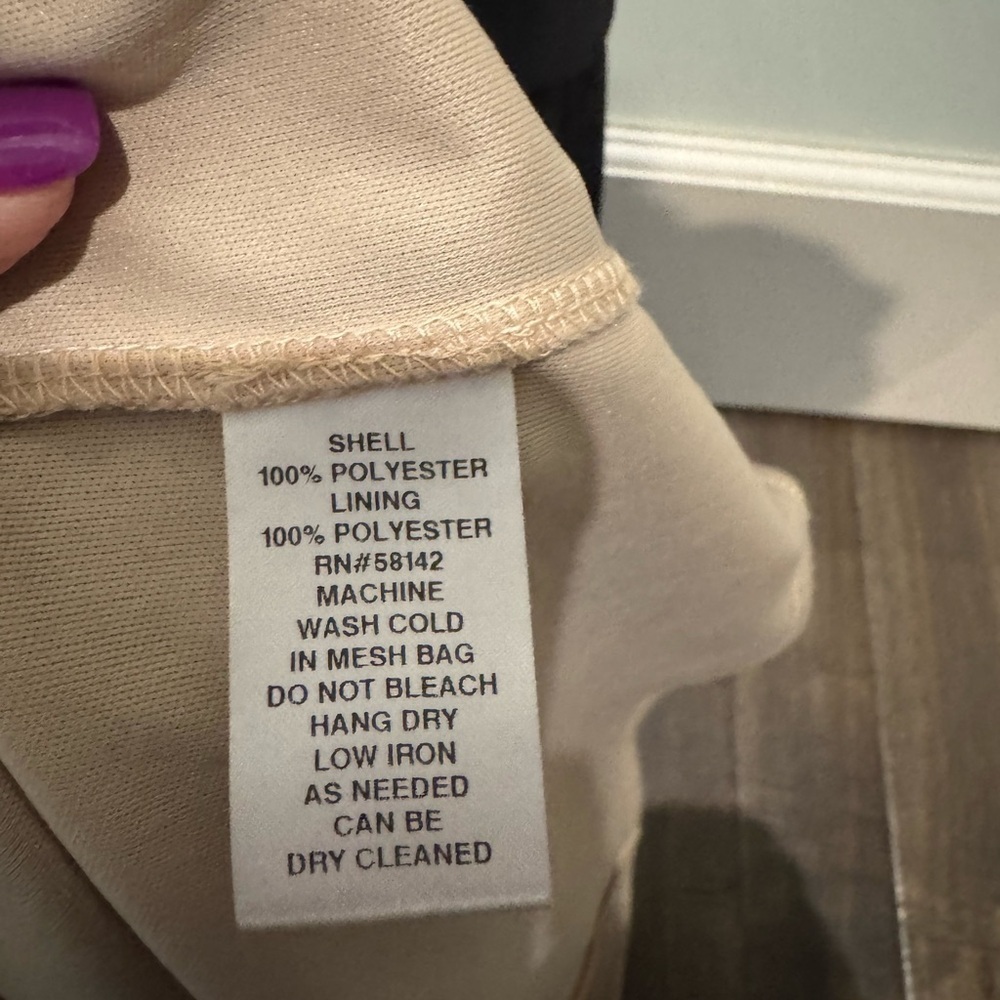 SHELL
100% POLYESTER
LINING
100% POLYESTER
RN#58142
MACHINE
WASH COLD
IN MESH BAG
DO NOT BLEACH
HANG DRY
LOW IRON
AS NEEDED
CAN BE
DRY CLEANED